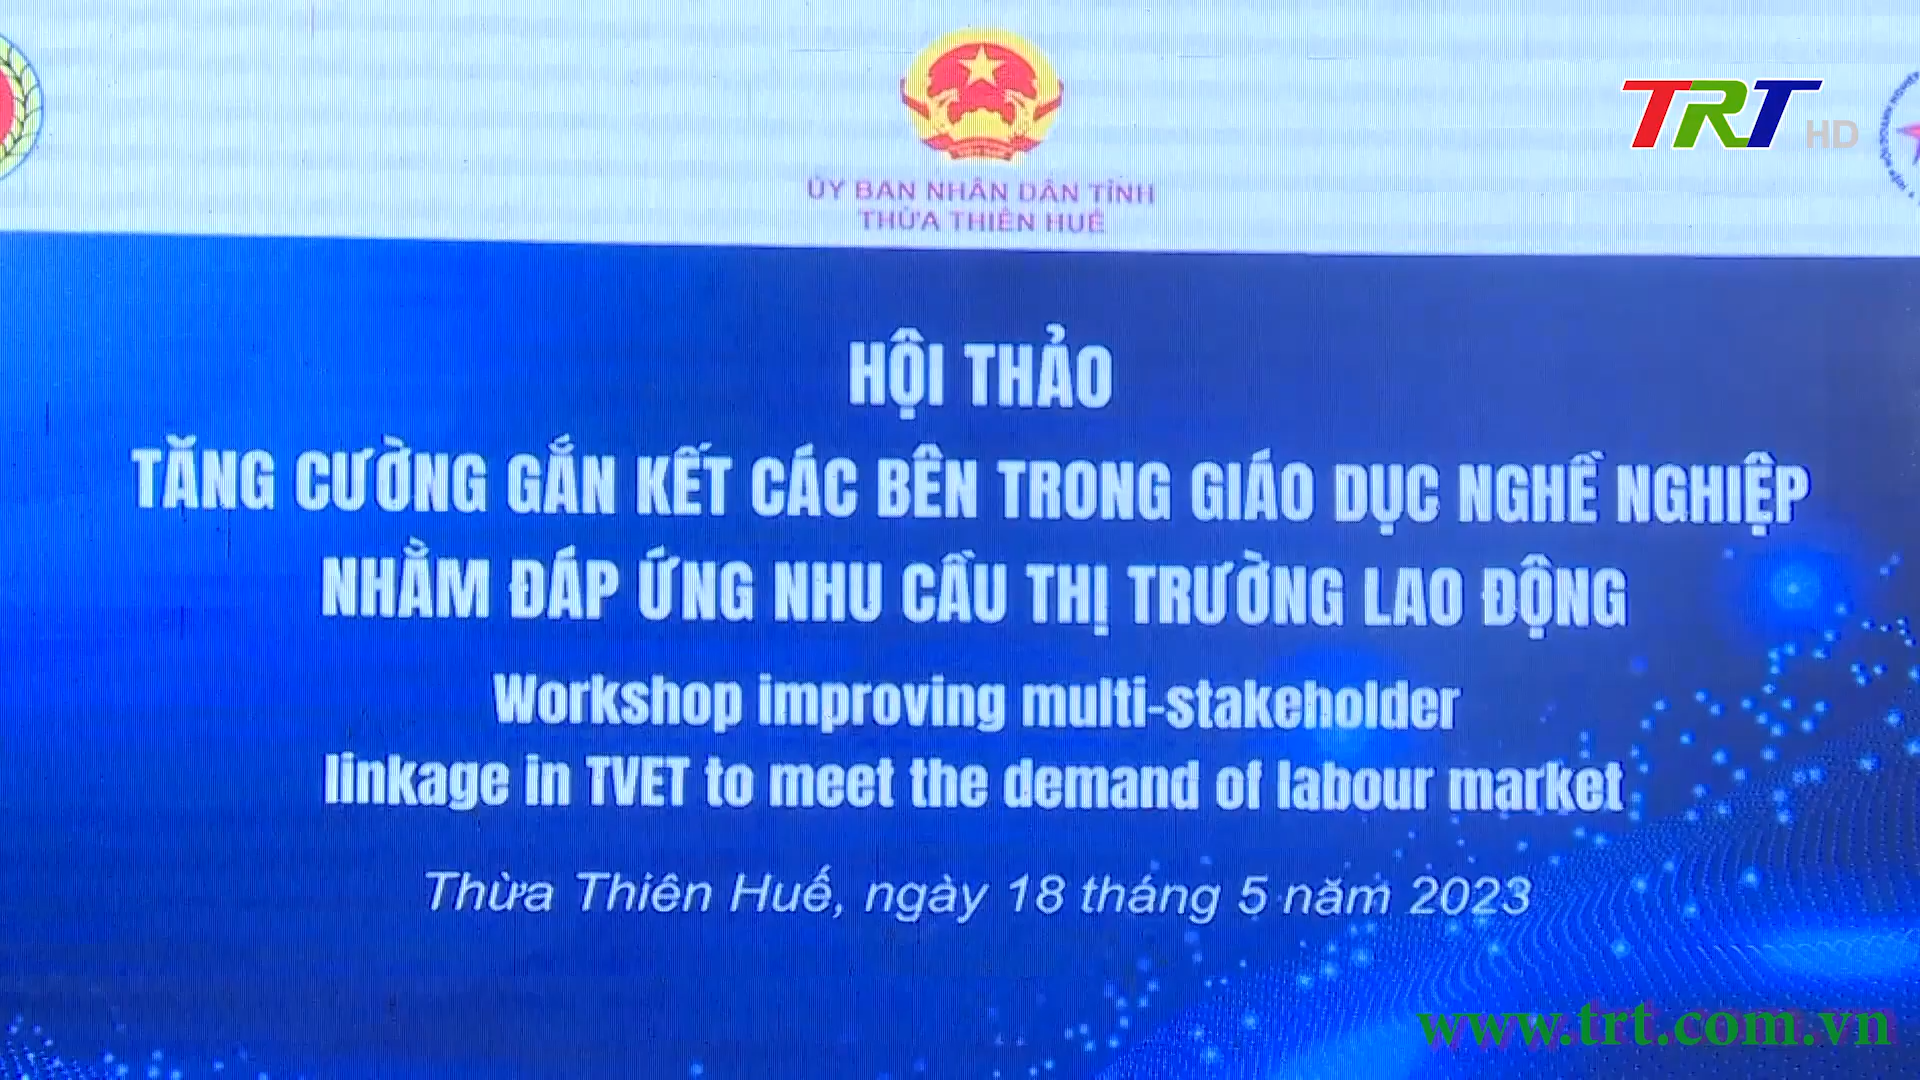 TRT HD
ỦY BAN NHÂN DÂN TỈNH
THỪA THIÊN HUẾ
HỘI THẢO
TĂNG CƯỜNG GẮN KẾT CÁC BÊN TRONG GIÁO DỤC NGHỀ NGHIỆP
NHẰM ĐÁP ỨNG NHU CẦU THỊ TRƯỜNG LAO ĐỘNG
Workshop improving multi-stakeholder
linkage in TVET to meet the demand of labour market
Thừa Thiên Huế, ngày 18 tháng 5 năm 2023
www.trt.com.vn